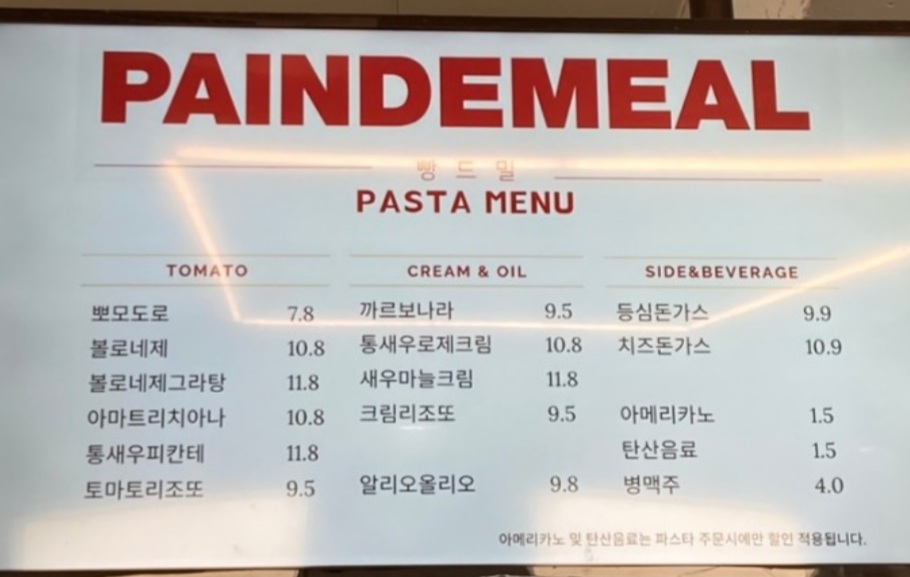 PAINDEMEAL
빵 드 밀
PASTA MENU
TOMATO
뽀모도로 7.8
볼로네제 10.8
볼로네제그라탕 11.8
아마트리치아나 10.8
통새우피칸테 11.8
토마토리조또 9.5
CREAM & OIL
까르보나라 9.5
통새우로제크림 10.8
새우마늘크림 11.8
크림리조또 9.5
알리오올리오 9.8
SIDE&BEVERAGE
등심돈가스 9.9
치즈돈가스 10.9
아메리카노 1.5
탄산음료 1.5
병맥주 4.0
아메리카노 및 탄산음료는 파스타 주문시에만 할인 적용됩니다.